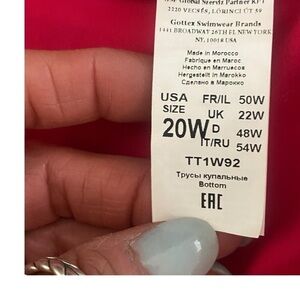 Global Szerviz Partner KFT
2220 VECSÉS, LŐRINCI ÚT 59
Gottex Swimwear Brands
1441 BROADWAY 26TH FL NEW YORK
NY, 10018 USA
Made in Morocco
Fabrique en Maroc
Hecho en Marruecos
Hergestellt in Marokko
Сделано в Марокко
USA SIZE 20W
FR/IL 50W
UK 22W
D 48W
IT/RU 54W
TT1W92
Трусы купальные
Bottom
EAC